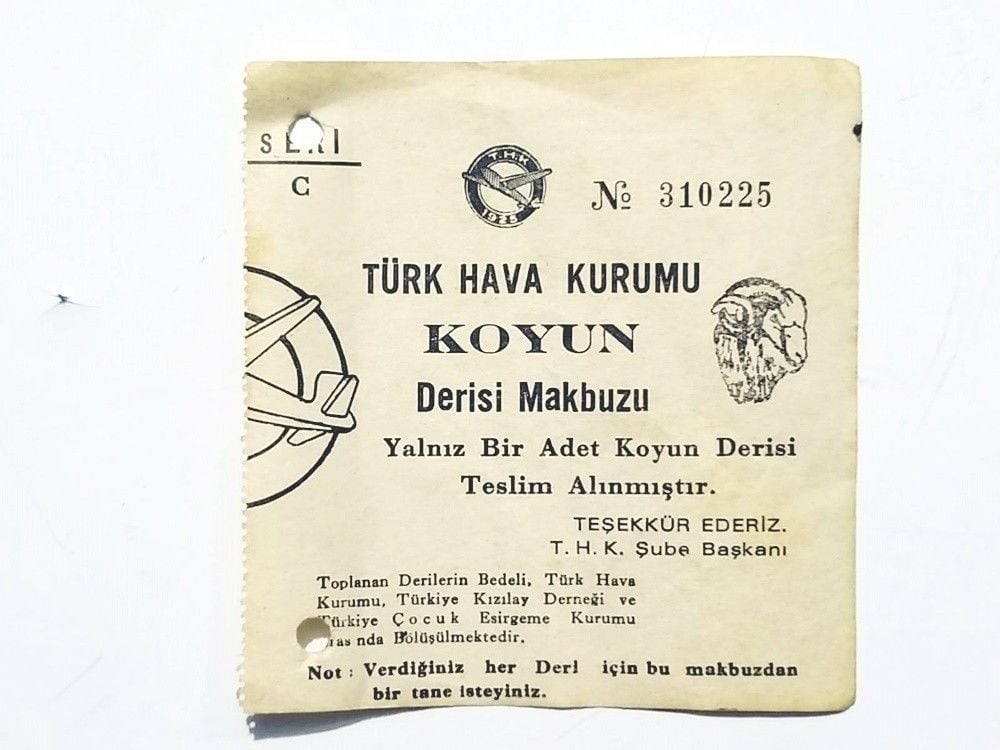 SERİ
C
T.H.K
1925
№ 310225
TÜRK HAVA KURUMU
KOYUN
Derisi Makbuzu
Yalnız Bir Adet Koyun Derisi
Teslim Alınmıştır.
TEŞEKKÜR EDERİZ.
T. H. K. Şube Başkanı
Toplanan Derilerin Bedeli, Türk Hava
Kurumu, Türkiye Kızılay Derneği ve
Türkiye Çocuk Esirgeme Kurumu
arasında Bölüşülmektedir.
Not : Verdiğiniz her Deri için bu makbuzdan
bir tane isteyiniz.